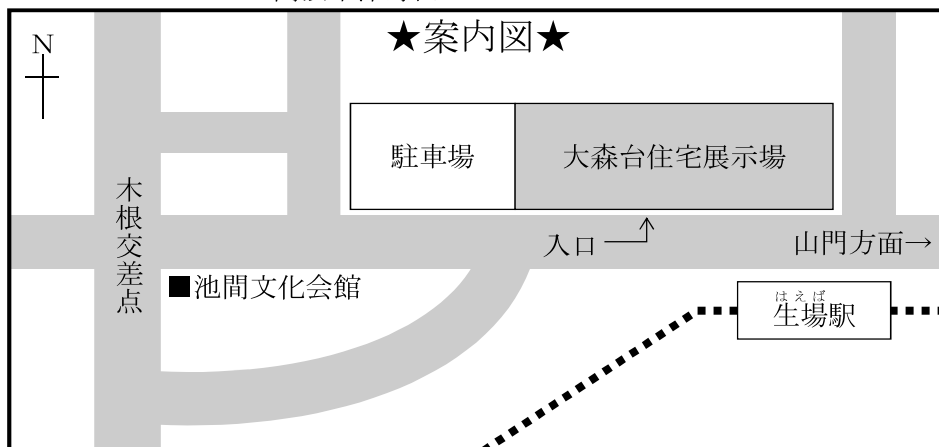 ★案内図★
N
駐車場
大森台住宅展示場
木根交差点
入口
山門方面→
■池間文化会館
はえば
生場駅